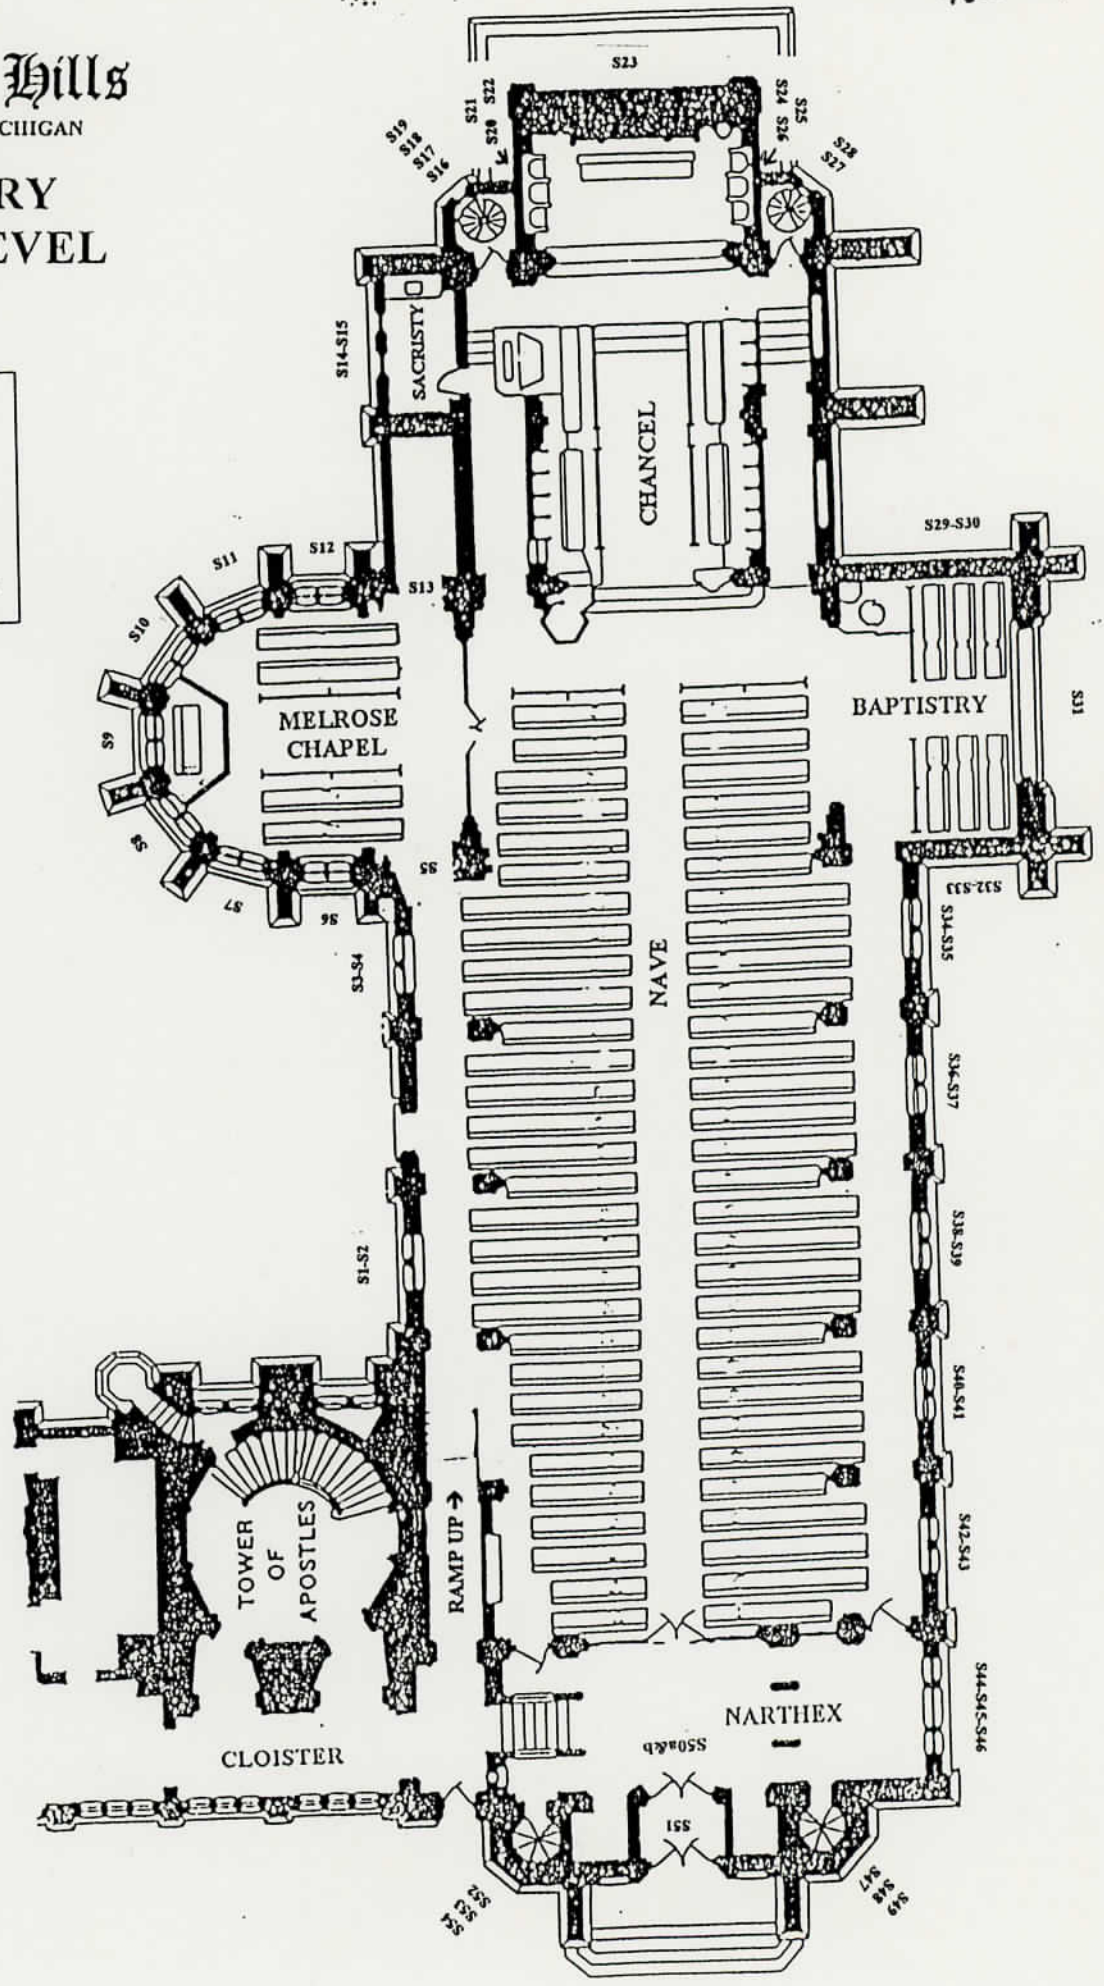 Hills
CHIGAN
RY
EVEL
S23
S22
S21
S20
S24
S25
S26
S19
S18
S17
S16
S28
S27
S14-S15
SACRISTY
CHANCEL
S29-S30
S11
S12
S13
S10
S9
MELROSE
CHAPEL
BAPTISTRY
S31
S8
S7
S6
S5
S32-S33
S34-S35
S3-S4
NAVE
S36-S37
S38-S39
S1-S2
S40-S41
S42-S43
RAMP UP →
TOWER
OF
APOSTLES
S44-S45-S46
NARTHEX
S50a&b
CLOISTER
S51
S52
S53
S54
S47
S48
S49